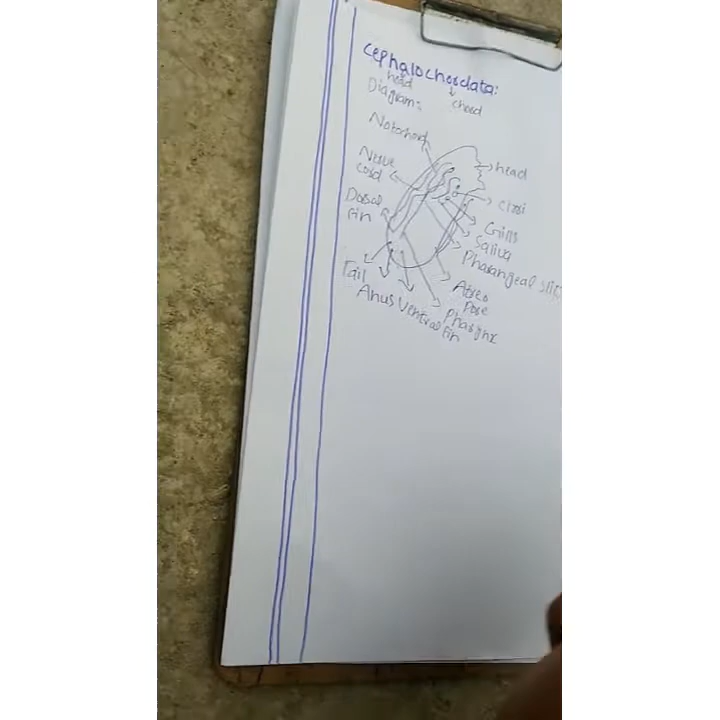 Cephalochordata:
head ↓ chord
Diagram:
Notochord
head
Nerve
cord
Cirri
Dorsal
fin
Gills
Saliva
Pharangeal slits
Tail
Anus
Ventral fin
Atreo
Pore
Pharynx